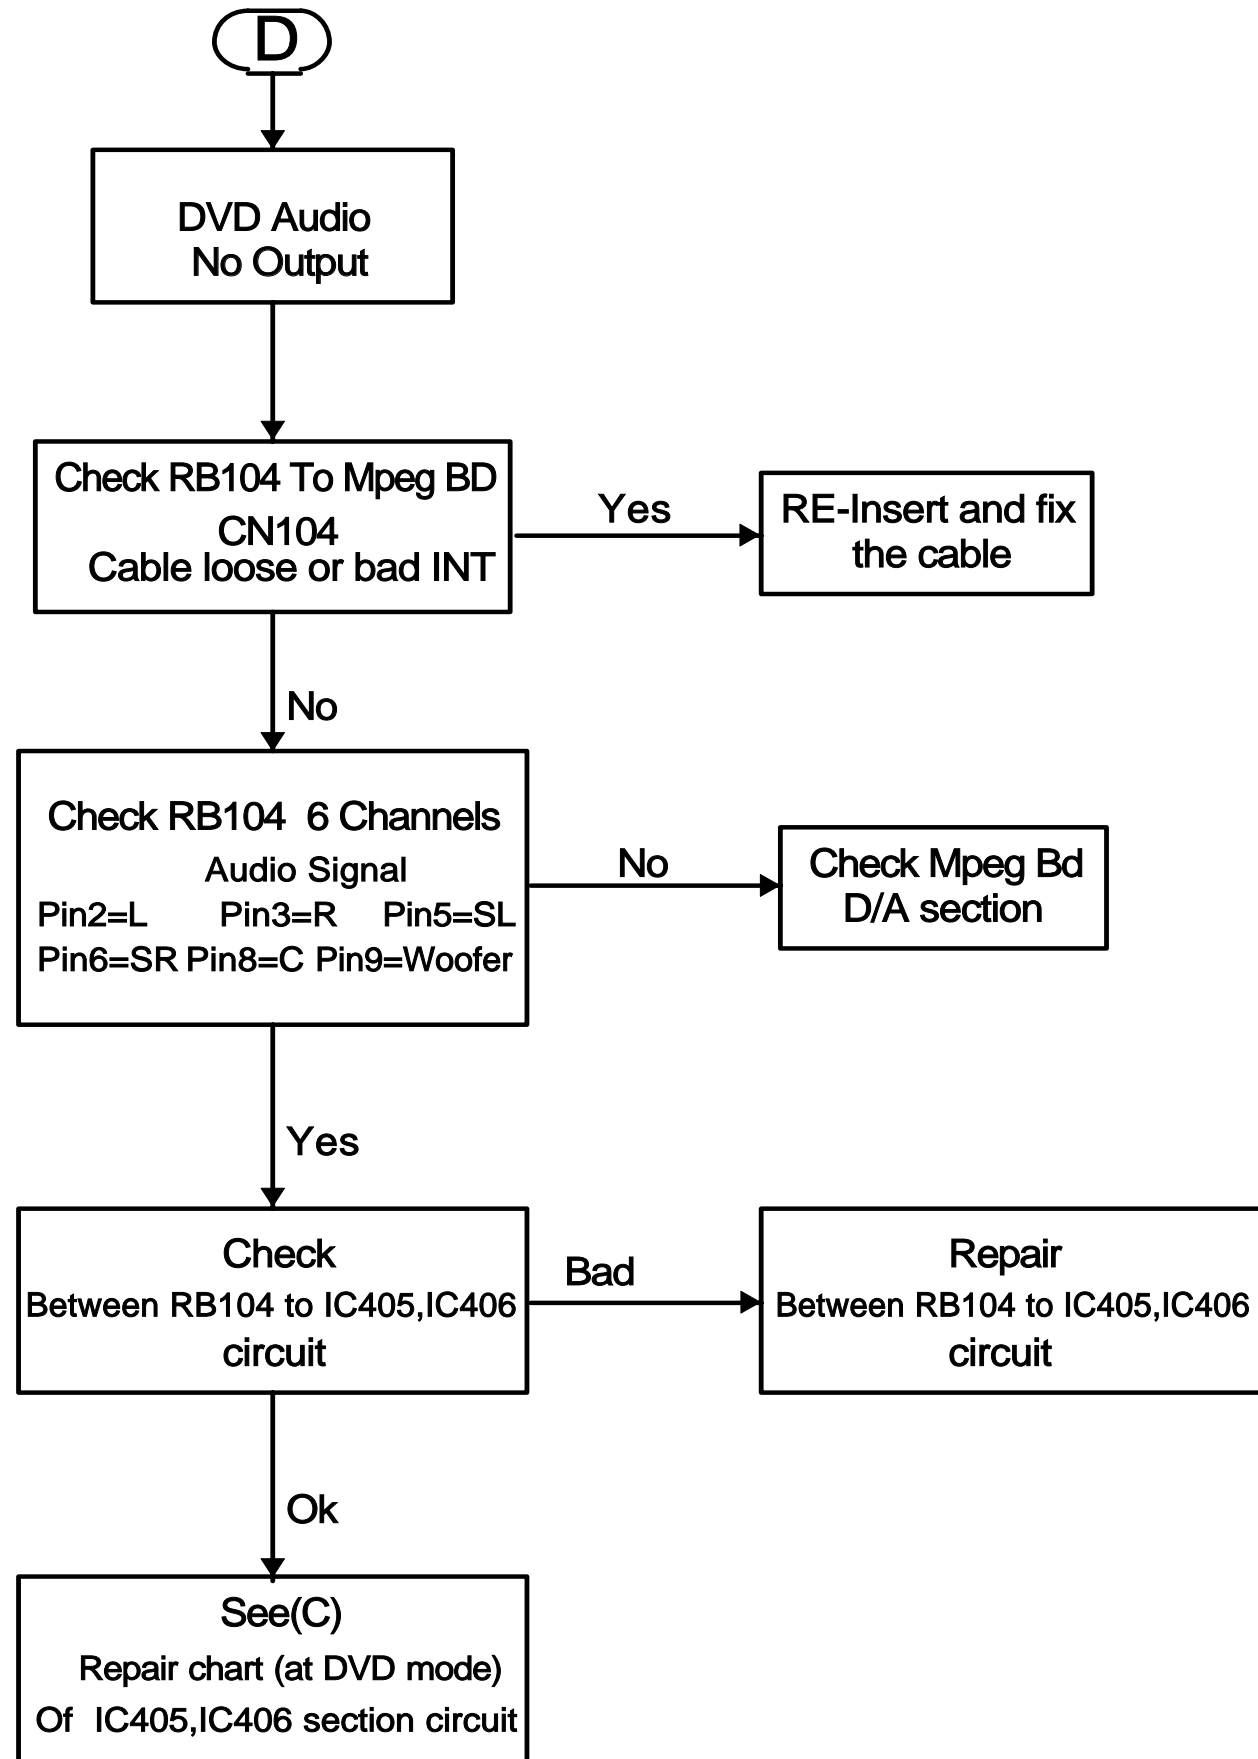 D
DVD Audio
No Output
Check RB104 To Mpeg BD
CN104
Cable loose or bad INT
Yes
RE-Insert and fix
the cable
No
Check RB104 6 Channels
Audio Signal
Pin2=L Pin3=R Pin5=SL
Pin6=SR Pin8=C Pin9=Woofer
No
Check Mpeg Bd
D/A section
Yes
Check
Between RB104 to IC405,IC406
circuit
Bad
Repair
Between RB104 to IC405,IC406
circuit
Ok
See(C)
Repair chart (at DVD mode)
Of IC405,IC406 section circuit